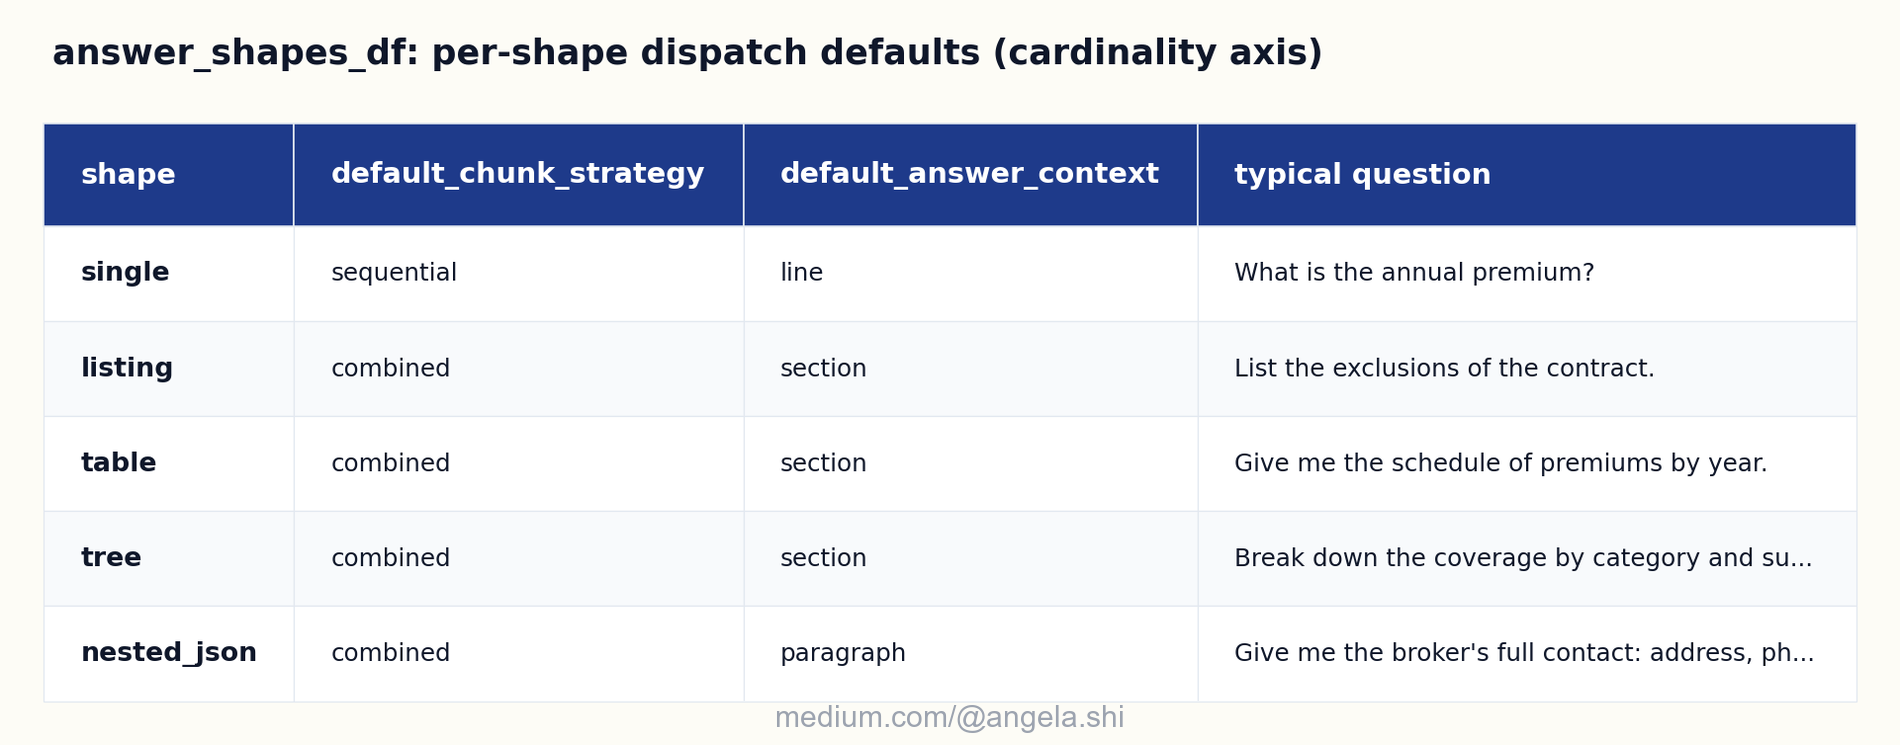 answer_shapes_df: per-shape dispatch defaults (cardinality axis)
shape default_chunk_strategy default_answer_context typical question
single sequential line What is the annual premium?
listing combined section List the exclusions of the contract.
table combined section Give me the schedule of premiums by year.
tree combined section Break down the coverage by category and su...
nested_json combined paragraph Give me the broker's full contact: address, ph...
medium.com/@angela.shi